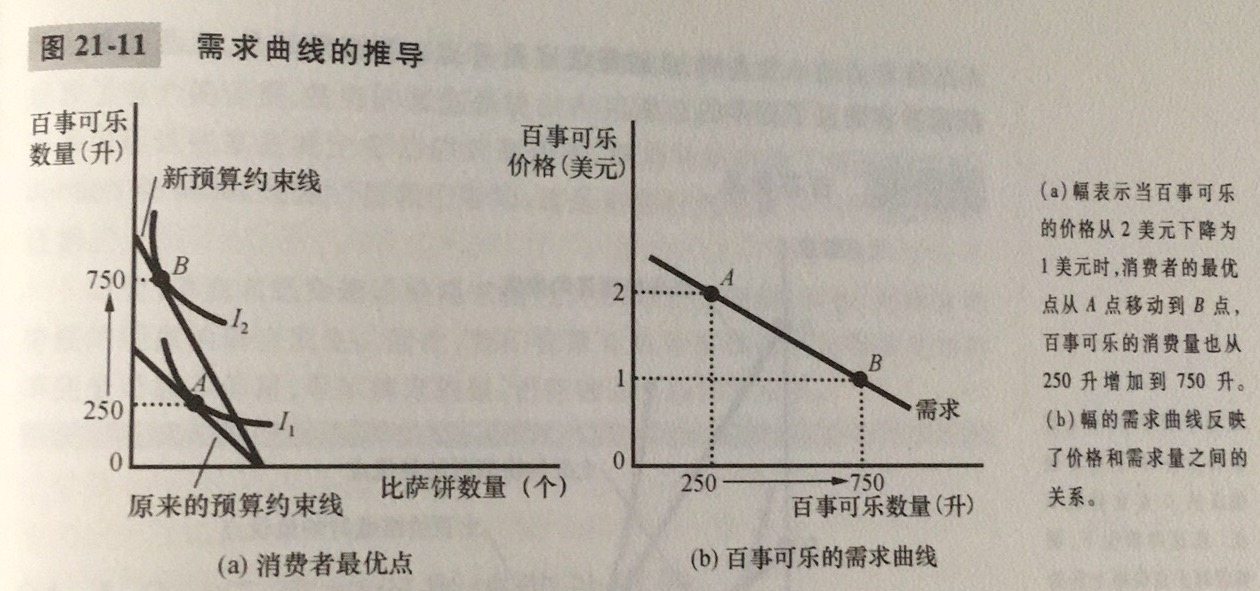 图 21-11 需求曲线的推导
百事可乐
数量(升)
新预算约束线
750
B
I2
A
250
I1
0
比萨饼数量（个）
原来的预算约束线
(a) 消费者最优点
百事可乐
价格(美元)
2
A
1
B
需求
0
250
750
百事可乐数量(升)
(b) 百事可乐的需求曲线
(a)幅表示当百事可乐
的价格从 2 美元下降为
1 美元时,消费者的最优
点从 A 点移动到 B 点,
百事可乐的消费量也从
250 升增加到 750 升。
(b)幅的需求曲线反映
了价格和需求量之间的
关系。